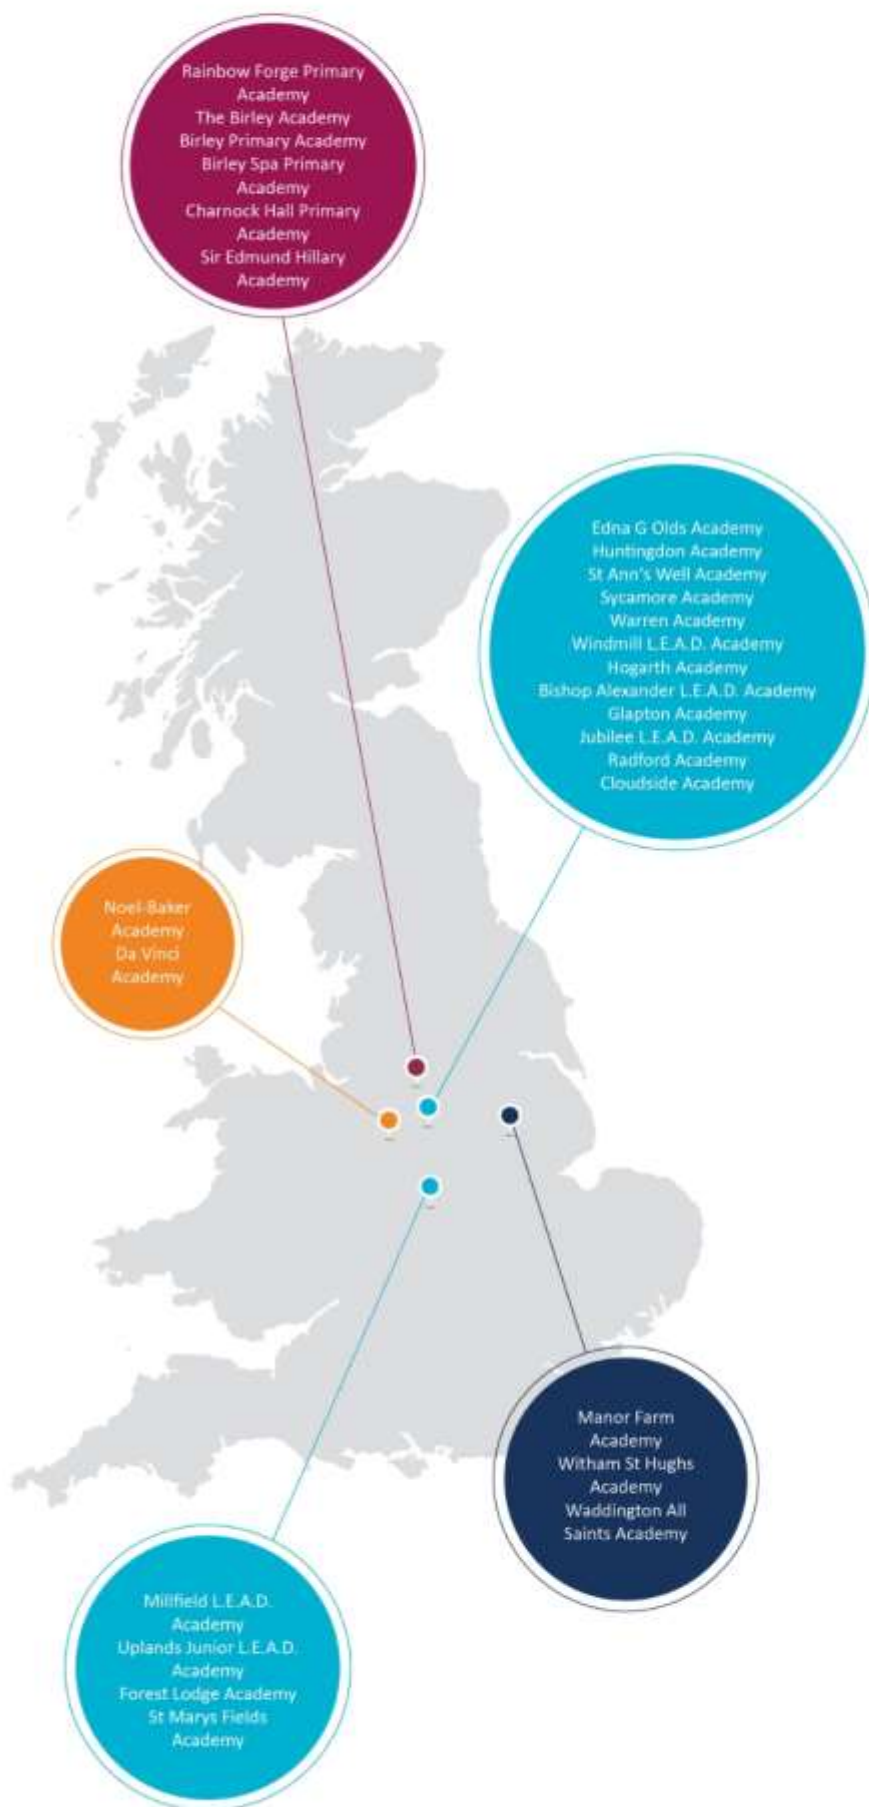 Rainbow Forge Primary
Academy
The Birley Academy
Birley Primary Academy
Birley Spa Primary
Academy
Charnock Hall Primary
Academy
Sir Edmund Hillary
Academy
Edna G Olds Academy
Huntingdon Academy
St Ann's Well Academy
Sycamore Academy
Warren Academy
Windmill L.E.A.D. Academy
Hogarth Academy
Bishop Alexander L.E.A.D. Academy
Glapton Academy
Jubilee L.E.A.D. Academy
Radford Academy
Cloudside Academy
Noel-Baker
Academy
Da Vinci
Academy
Manor Farm
Academy
Witham St Hughs
Academy
Waddington All
Saints Academy
Millfield L.E.A.D.
Academy
Uplands Junior L.E.A.D.
Academy
Forest Lodge Academy
St Marys Fields
Academy